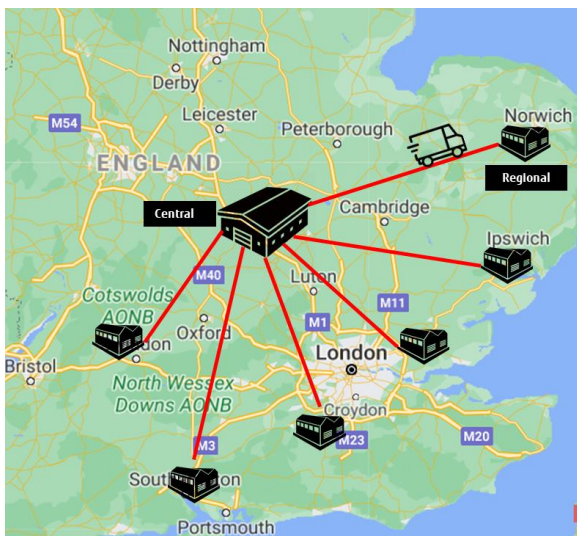 Nottingham
Derby
M54
Leicester
Peterborough
Norwich
ENGLAND
Regional
Central
Cambridge
Ipswich
M40
Luton
Cotswolds
AONB
M11
Oxford
M1
Bristol
London
North Wessex
Downs AONB
Croydon
M3
M23
M20
Portsmouth